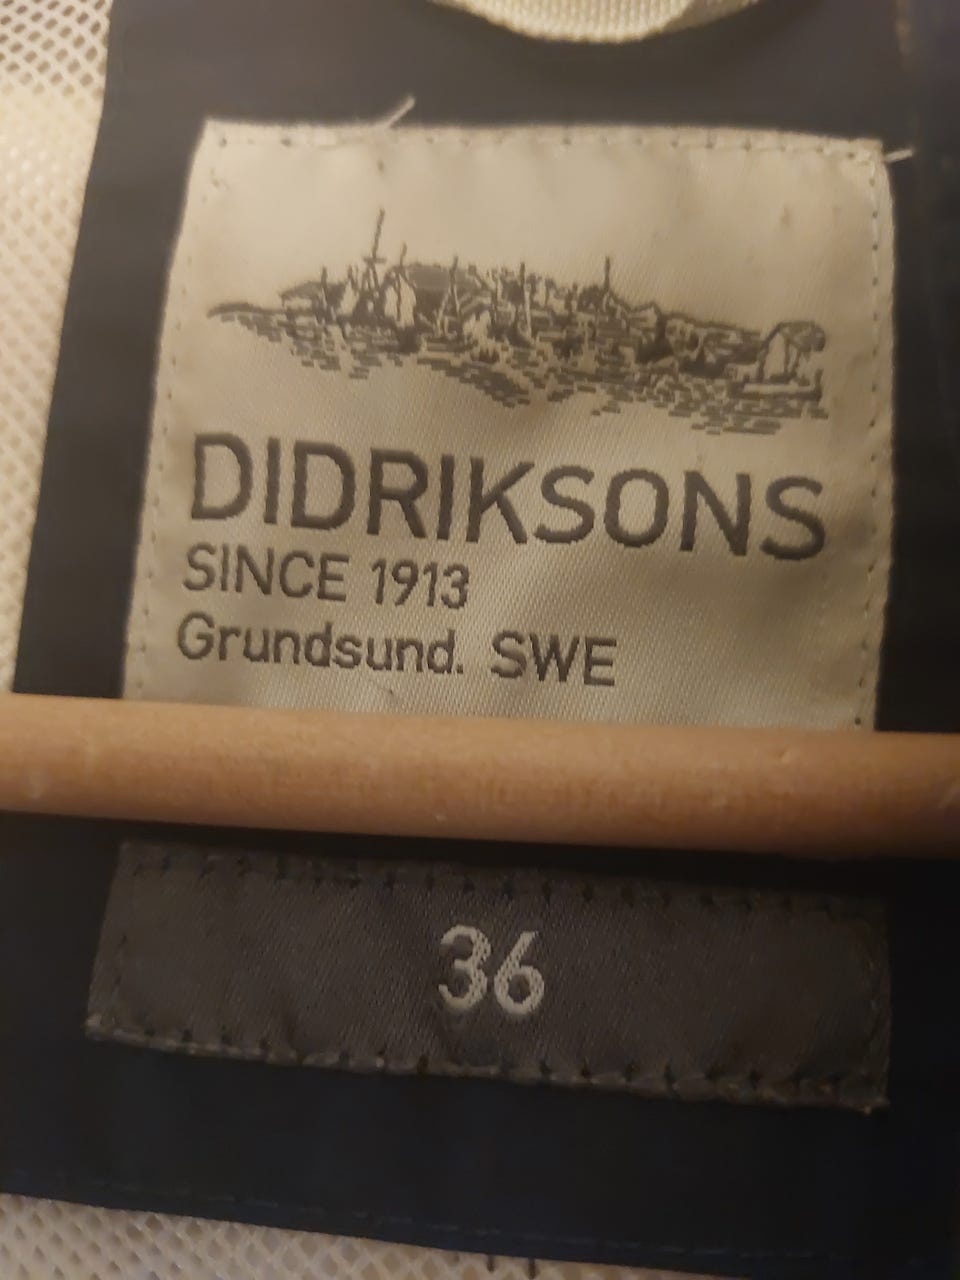 DIDRIKSONS
SINCE 1913
Grundsund. SWE
36